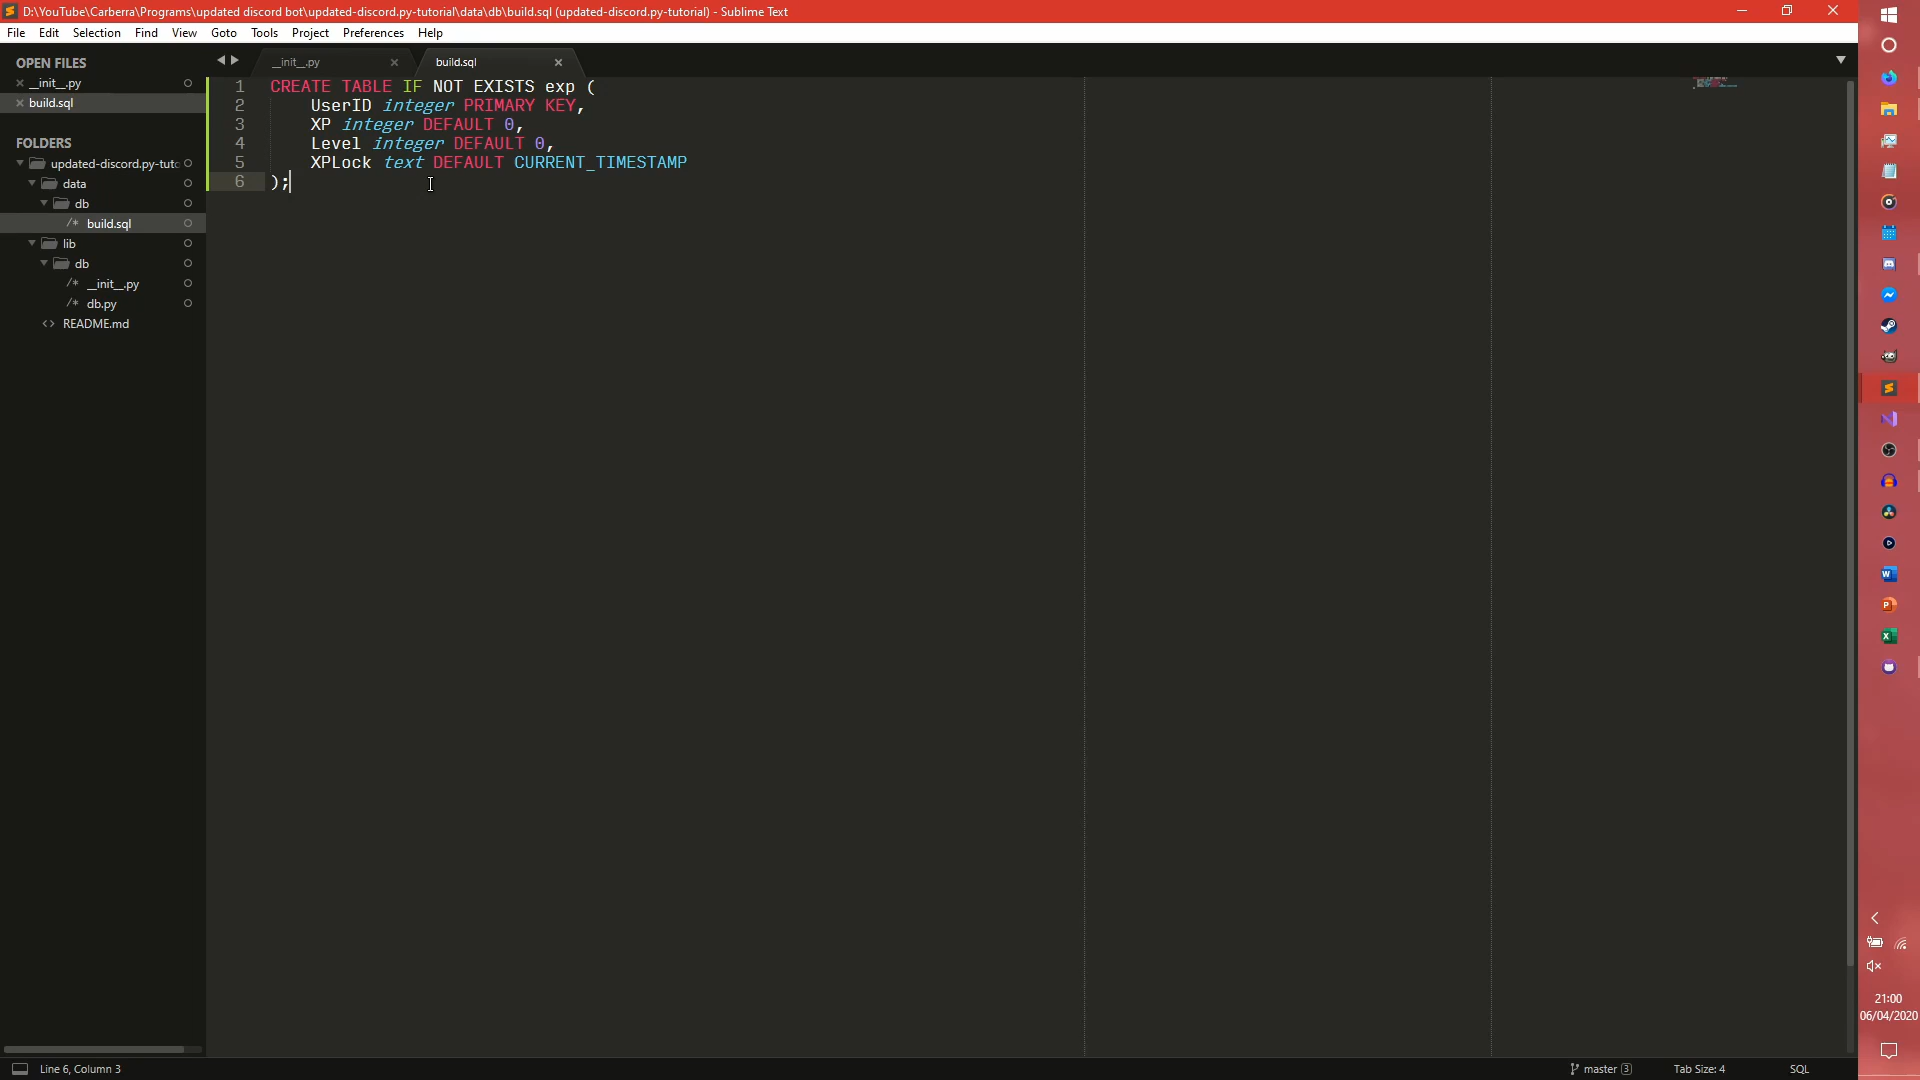 D:\YouTube\Carberra\Programs\updated discord bot\updated-discord.py-tutorial\data\db\build.sql (updated-discord.py-tutorial) - Sublime Text
File Edit Selection Find View Goto Tools Project Preferences Help
OPEN FILES
__init__.py
build.sql
FOLDERS
updated-discord.py-tutc
data
db
build.sql
lib
db
__init__.py
db.py
README.md
__init__.py build.sql
1 CREATE TABLE IF NOT EXISTS exp (
2 UserID integer PRIMARY KEY,
3 XP integer DEFAULT 0,
4 Level integer DEFAULT 0,
5 XPLock text DEFAULT CURRENT_TIMESTAMP
6 );
Line 6, Column 3 master 3 Tab Size: 4 SQL
21:00
06/04/2020